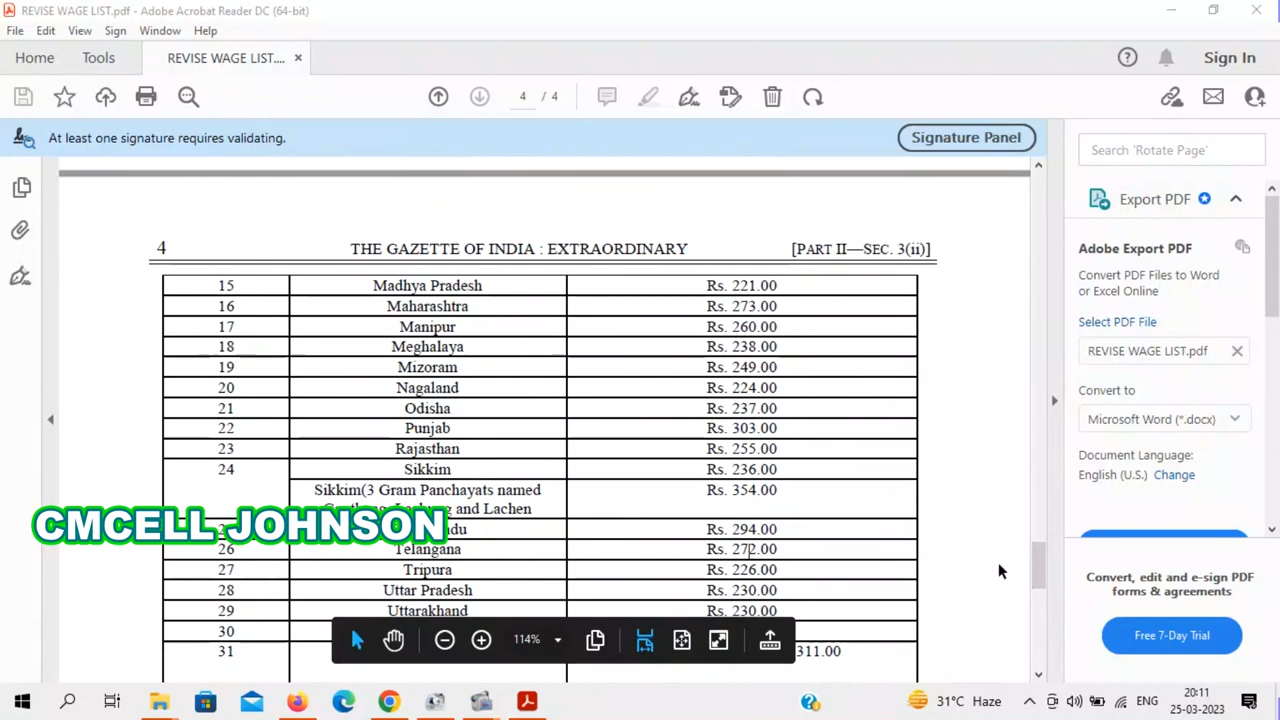 REVISE WAGE LIST.pdf - Adobe Acrobat Reader DC (64-bit)
File Edit View Sign Window Help
Home Tools REVISE WAGE LIST.... × Sign In
4 / 4
At least one signature requires validating. Signature Panel
Search 'Rotate Page'
Export PDF
Adobe Export PDF
Convert PDF Files to Word
or Excel Online
Select PDF File
REVISE WAGE LIST.pdf
Convert to
Microsoft Word (*.docx)
Document Language:
English (U.S.) Change
Convert, edit and e-sign PDF
forms & agreements
Free 7-Day Trial
4 THE GAZETTE OF INDIA : EXTRAORDINARY [PART II—SEC. 3(ii)]
15 Madhya Pradesh Rs. 221.00
16 Maharashtra Rs. 273.00
17 Manipur Rs. 260.00
18 Meghalaya Rs. 238.00
19 Mizoram Rs. 249.00
20 Nagaland Rs. 224.00
21 Odisha Rs. 237.00
22 Punjab Rs. 303.00
23 Rajasthan Rs. 255.00
24 Sikkim Rs. 236.00
Sikkim(3 Gram Panchayats named Rs. 354.00
and Lachen
CMCELL JOHNSON
Rs. 294.00
26 Telangana Rs. 272.00
27 Tripura Rs. 226.00
28 Uttar Pradesh Rs. 230.00
29 Uttarakhand Rs. 230.00
30
31 311.00
114%
31°C Haze ENG 20:11
25-03-2023